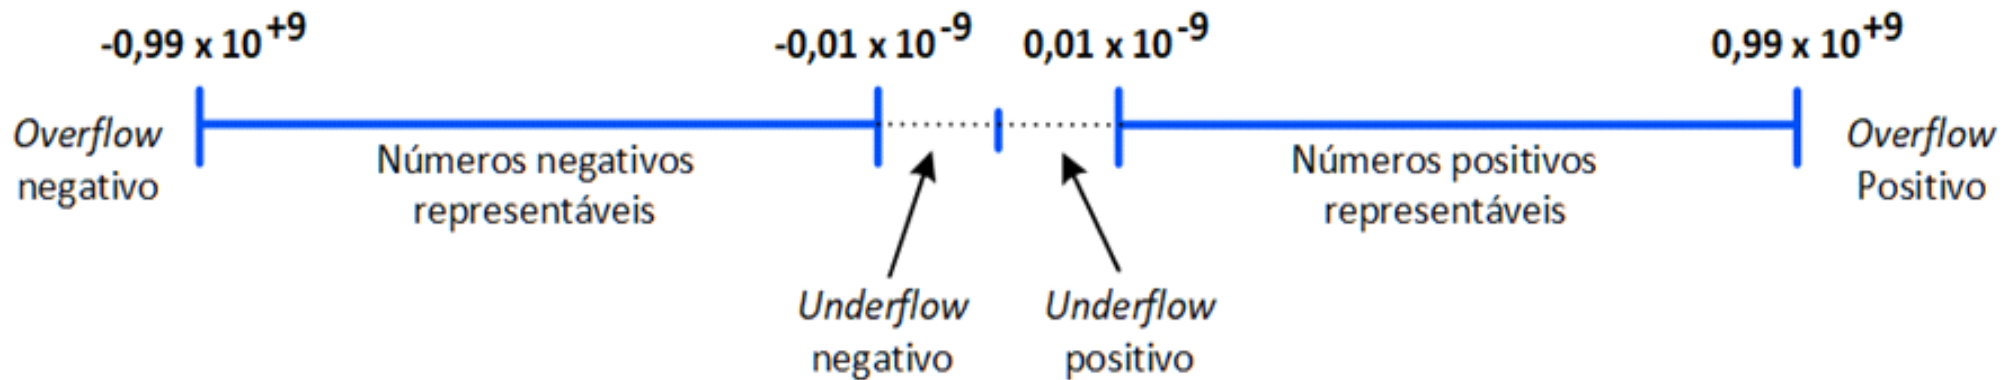 -0,99 x 10⁺⁹
-0,01 x 10⁻⁹
0,01 x 10⁻⁹
0,99 x 10⁺⁹
Overflow
negativo
Números negativos
representáveis
Números positivos
representáveis
Overflow
Positivo
Underflow
negativo
Underflow
positivo